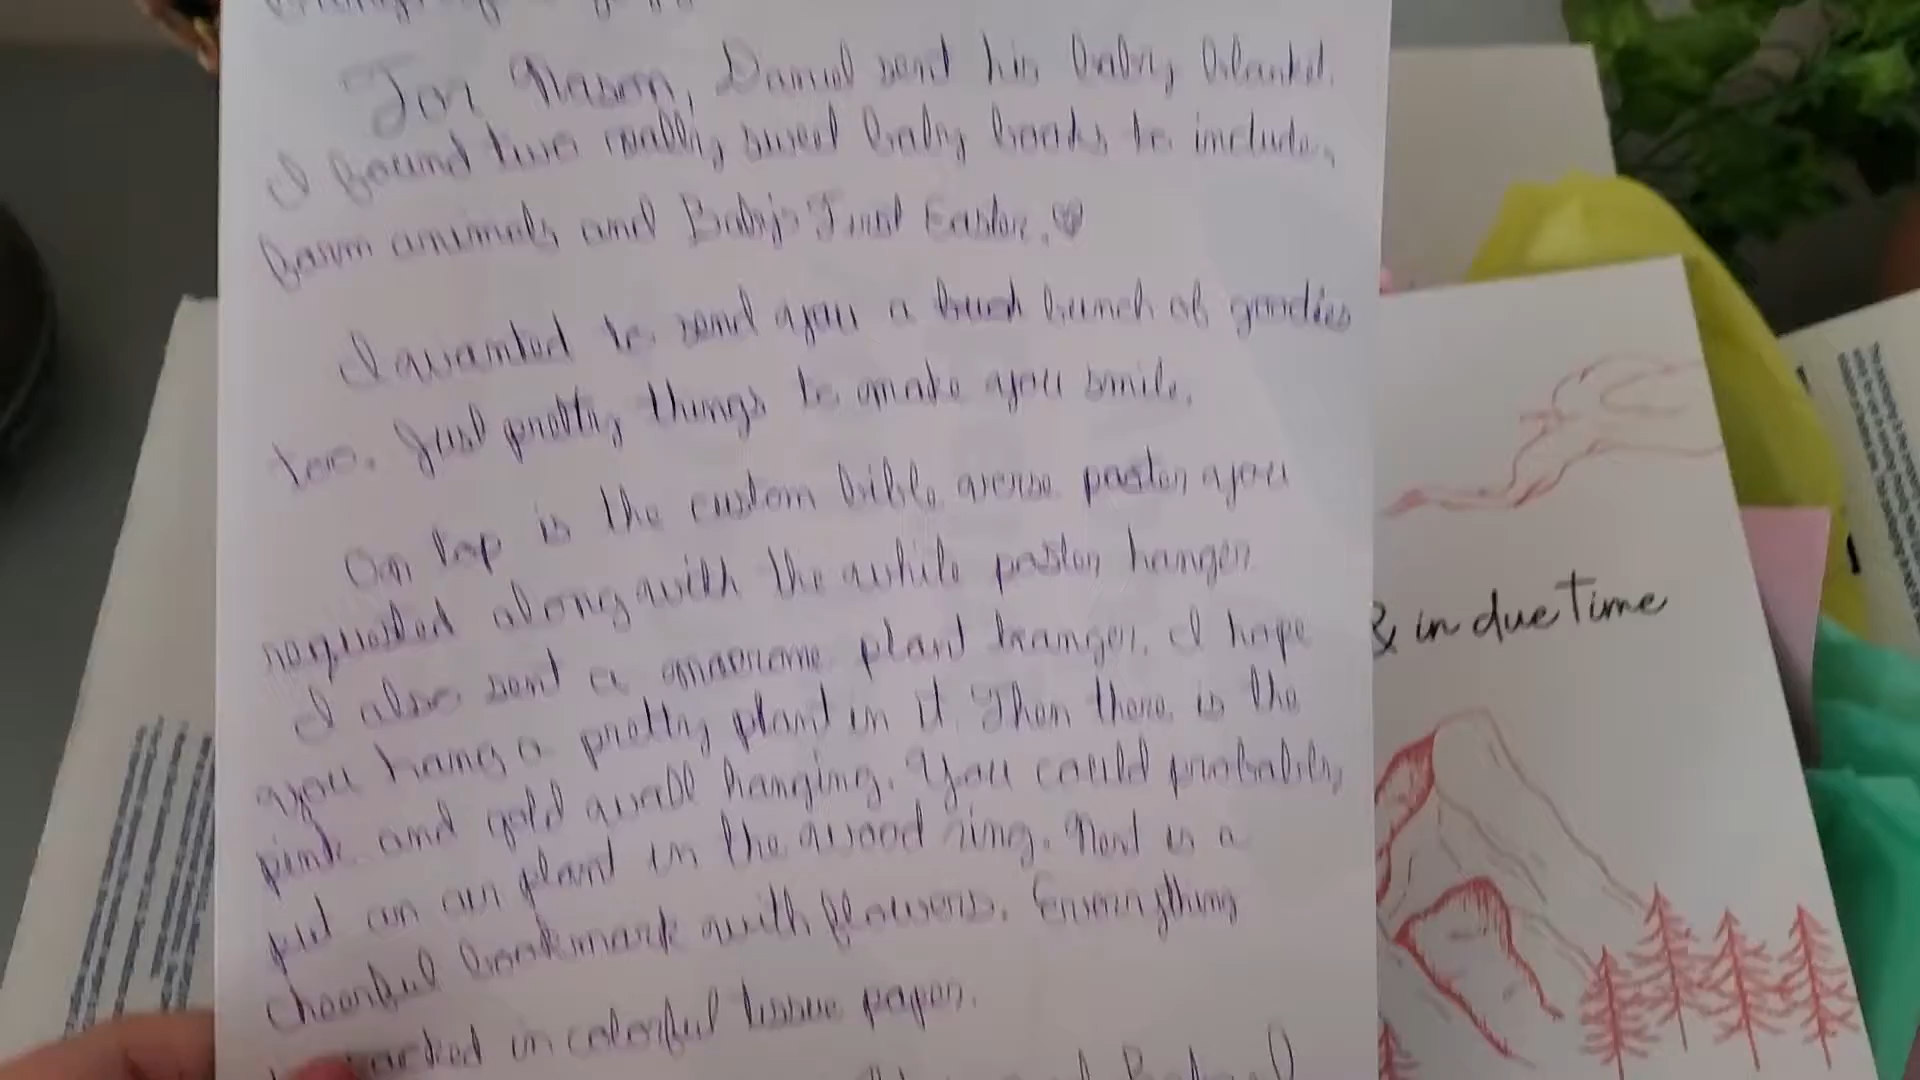 For Mason, Daniel sent his baby blanket.
I found two really sweet baby books to include,
farm animals and Baby's First Easter. ♡
I wanted to send you a bunch of goodies
too. Just pretty things to make you smile.
On top is the custom bible verse poster you
requested along with the white poster hanger.
I also sent a macrame plant hanger. I hope
you hang a pretty plant in it. Then there is the
pink and gold wall hanging. You could probably
put an air plant in the wood ring. Next is a
cheerful bookmark with flowers. Everything
packed in colorful tissue paper.
& in due time